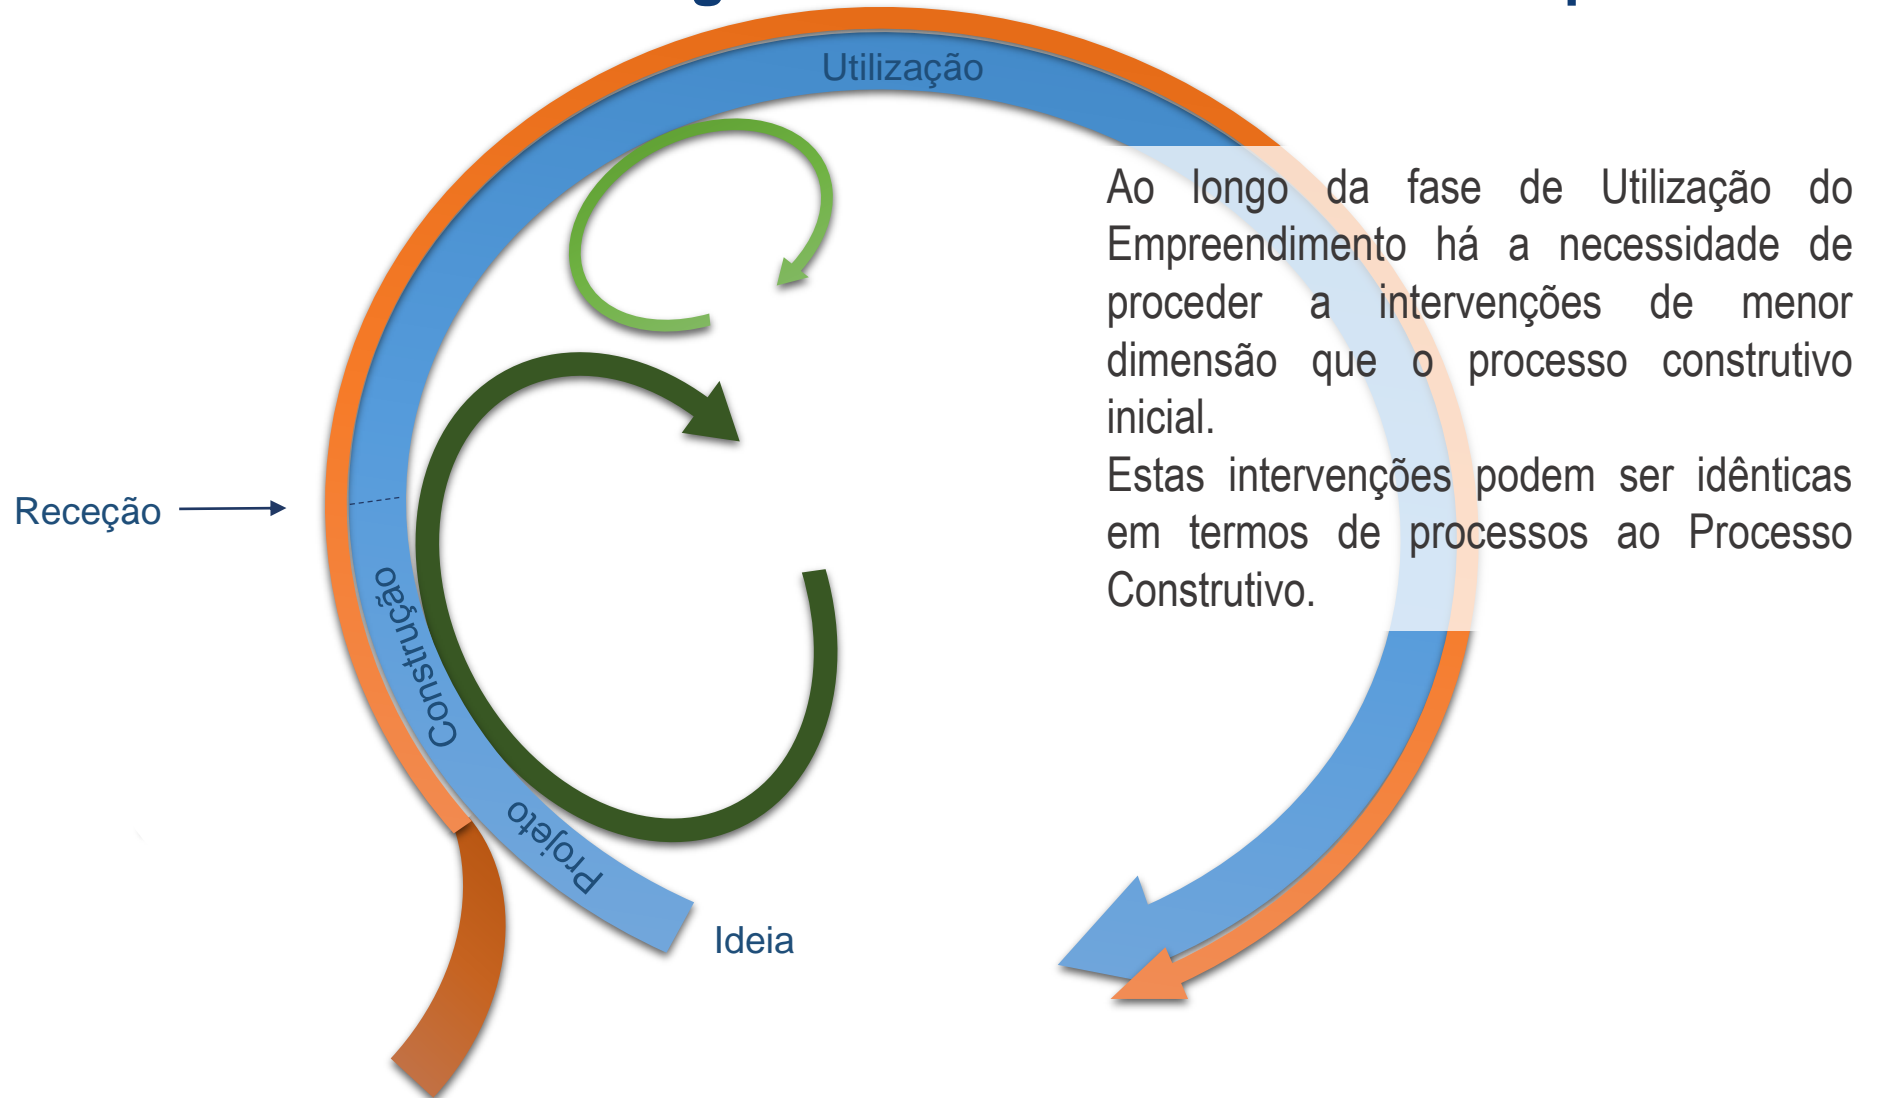 Utilização
Ao longo da fase de Utilização do
Empreendimento há a necessidade de
proceder a intervenções de menor
dimensão que o processo construtivo
inicial.
Estas intervenções podem ser idênticas
em termos de processos ao Processo
Construtivo.
Receção
Construção
Projeto
Ideia